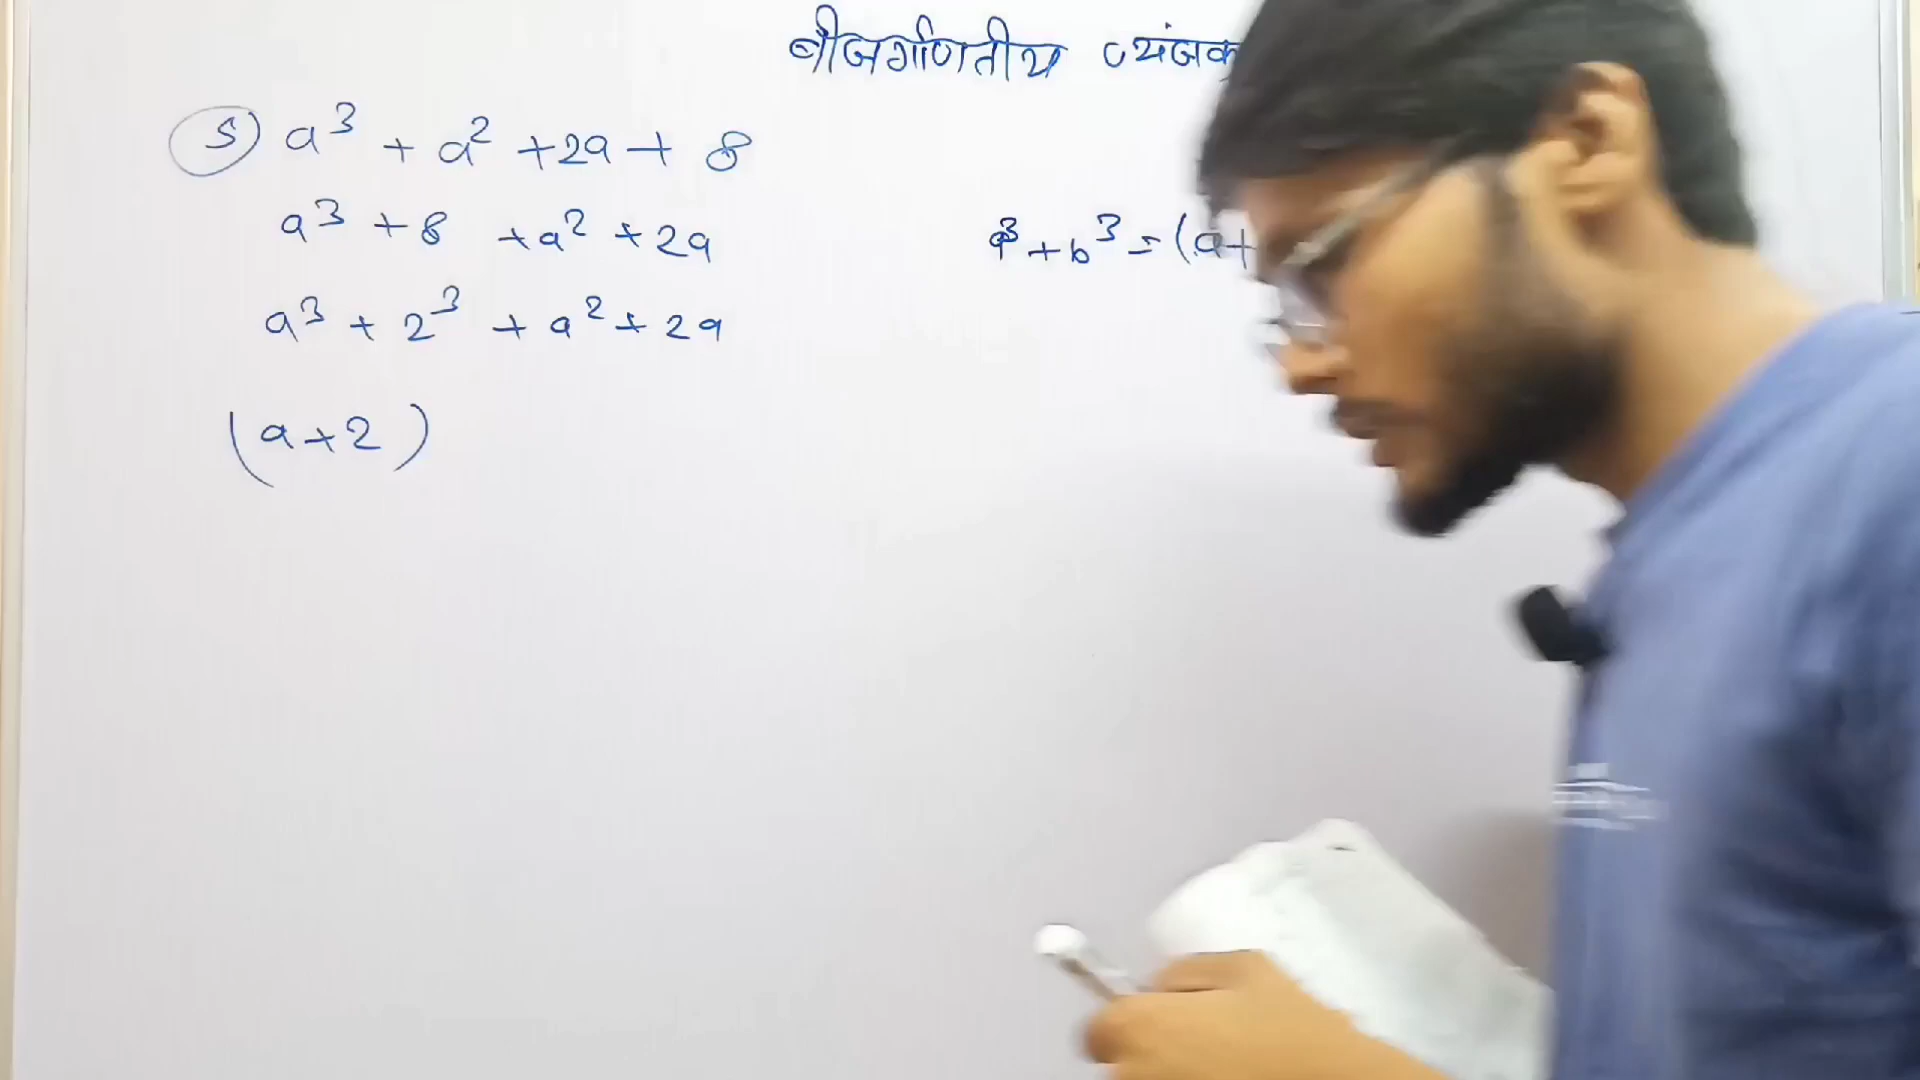 बीजगणितीय व्यंजक
(5) a³ + a² + 2a + 8
a³ + 8 + a² + 2a
a³ + b³ = (a+
a³ + 2³ + a² + 2a
(a + 2)